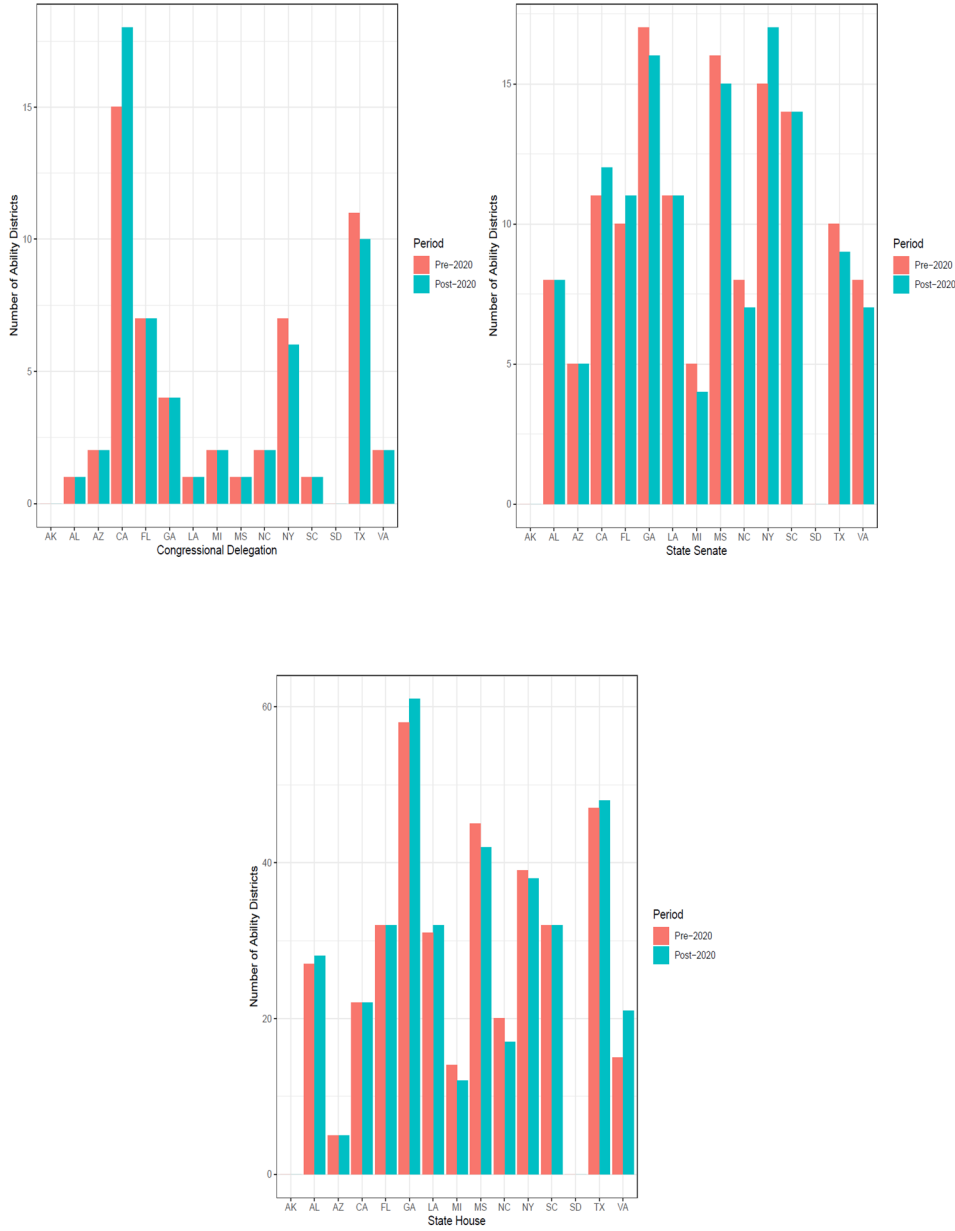 15
10
5
0
Number of Ability Districts
AK AL AZ CA FL GA LA MI MS NC NY SC SD TX VA
Congressional Delegation
Period
Pre−2020
Post−2020
15
10
5
0
Number of Ability Districts
AK AL AZ CA FL GA LA MI MS NC NY SC SD TX VA
State Senate
Period
Pre−2020
Post−2020
60
40
20
0
Number of Ability Districts
AK AL AZ CA FL GA LA MI MS NC NY SC SD TX VA
State House
Period
Pre−2020
Post−2020